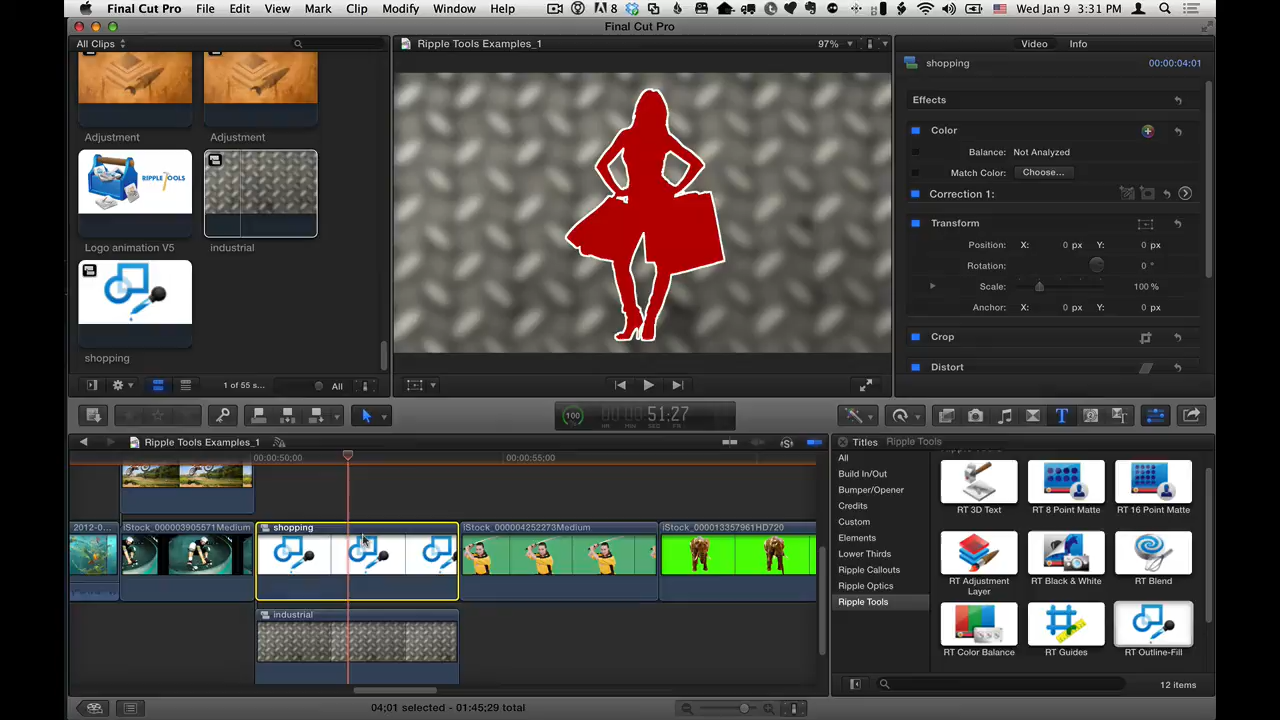 Final Cut Pro File Edit View Mark Clip Modify Window Help 8 Wed Jan 9 3:31 PM
Final Cut Pro
All Clips
Ripple Tools Examples_1
97%
Video Info
shopping 00:00:04:01
Adjustment Adjustment
Effects
Color
Balance: Not Analyzed
Match Color: Choose...
Correction 1:
Transform
Position: X: 0 px Y: 0 px
Rotation: 0 °
Scale: 100 %
Anchor: X: 0 px Y: 0 px
Crop
Distort
RIPPLE TOOLS
Logo animation V5 industrial
shopping
1 of 55 s... All
100 51:27
HR MIN SEC FR
Ripple Tools Examples_1
00:00:50:00 00:00:55:00
2012-0... iStock_000003905571Medium shopping iStock_000004252273Medium iStock_000013357961HD720
industrial
04;01 selected - 01:45;29 total
Titles Ripple Tools
All
Build In/Out
Bumper/Opener
Credits
Custom
Elements
Lower Thirds
Ripple Callouts
Ripple Optics
Ripple Tools
RT 3D Text RT 8 Point Matte RT 16 Point Matte
RT Adjustment Layer RT Black & White RT Blend
RT Color Balance RT Guides RT Outline-Fill
12 items